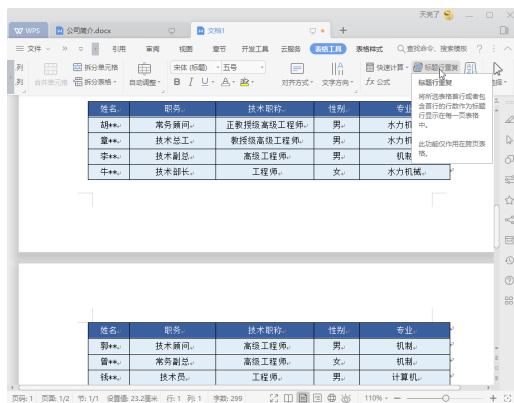 天亮了
WPS 公司简介.docx 文档1 +
三 文件 引用 审阅 视图 章节 开发工具 云服务 表格工具 表格样式 查找命令、搜索模板 ?
列 拆分单元格 宋体 (标题) 五号 快速计算 标题行重复
列 合并单元格 拆分表格 自动调整 B I U A 对齐方式 文字方向 fx 公式 选择
标题行重复
将所选表格首行或者包
含首行的行数作为标题
行显示在每一页表格
中。
此功能仅作用在跨页表
格。
姓名 职务 技术职称 性别 专业
胡** 常务顾问 正教授级高级工程师 男 水力机
童** 技术总工 教授级高级工程师 男 水力机
李** 技术副总 高级工程师 男 机制
牛** 技术部长 工程师 女 水力机械
姓名 职务 技术职称 性别 专业
郭** 技术顾问 高级工程师 男 机制
曾** 常务副总 高级工程师 女 机制
钱** 技术员 工程师 男 计算机
页码: 1 页面: 1/2 节: 1/1 设置值: 23.2厘米 行: 1 列: 1 字数: 299 110%